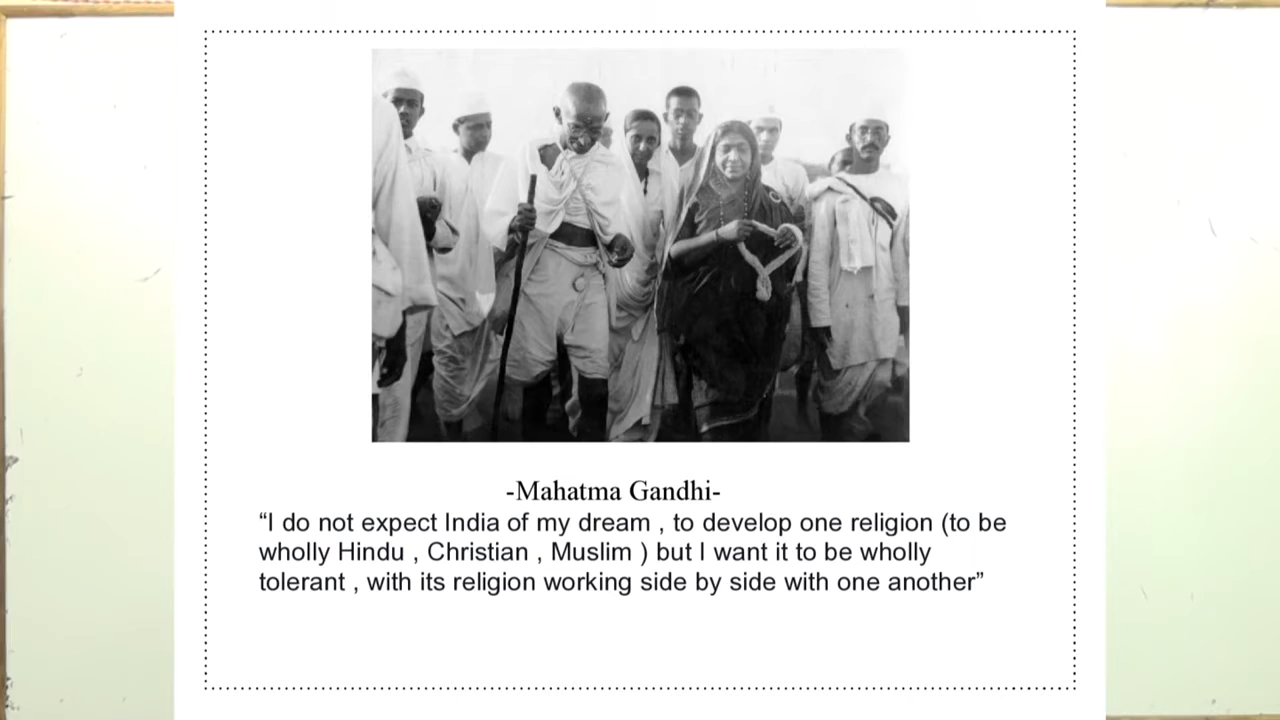 -Mahatma Gandhi-
“I do not expect India of my dream , to develop one religion (to be
wholly Hindu , Christian , Muslim ) but I want it to be wholly
tolerant , with its religion working side by side with one another”